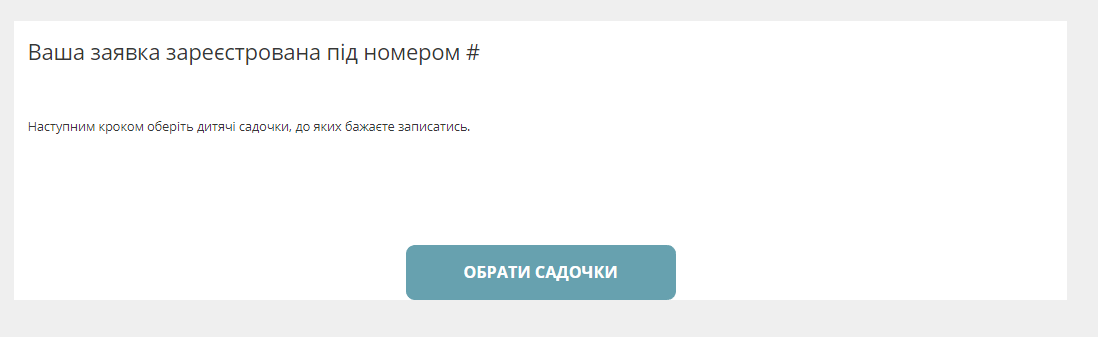 Ваша заявка зареєстрована під номером #
Наступним кроком оберіть дитячі садочки, до яких бажаєте записатись.
ОБРАТИ САДОЧКИ